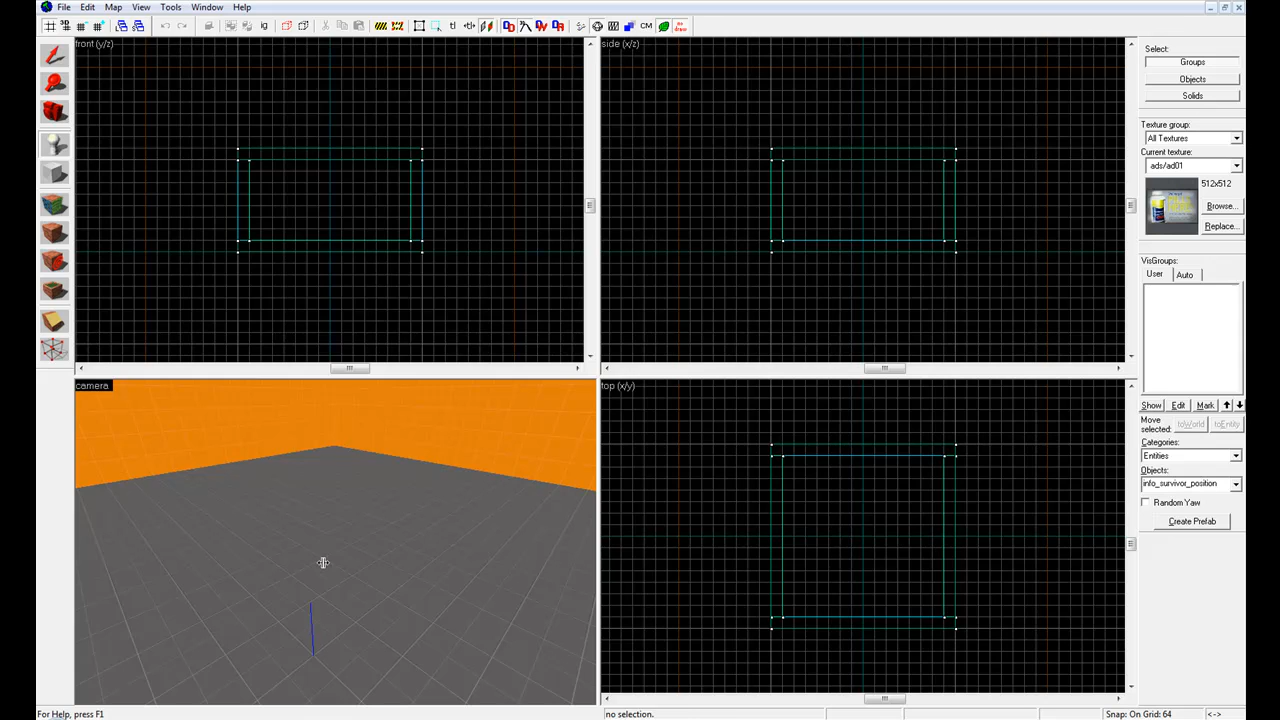 File Edit View Map Tools Window Help
front (y/z)
side (x/z)
Select:
Groups
Objects
Solids
Texture group:
All Textures
Current texture:
ads/ad01
512x512
Browse...
Replace...
VisGroups:
User Auto
camera
top (x/y)
Show Edit Mark
Move
selected:
toWorld toEntity
Categories:
Entities
Objects:
info_survivor_position
Random Yaw
Create Prefab
For Help, press F1
no selection.
Snap: On Grid: 64
<->